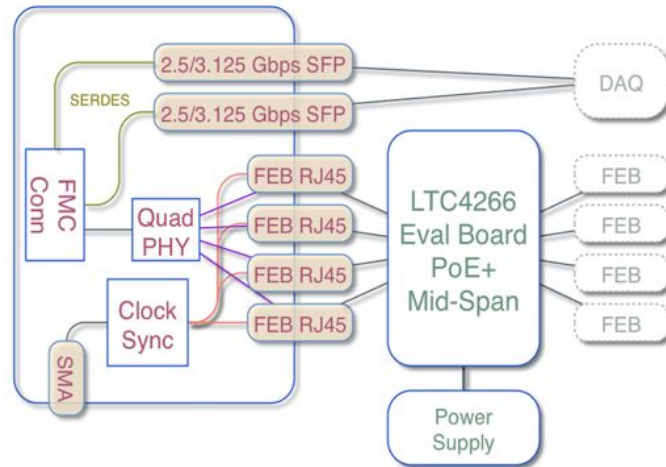 2.5/3.125 Gbps SFP
SERDES
2.5/3.125 Gbps SFP
DAQ
FMC
Conn
Quad
PHY
FEB RJ45
FEB RJ45
FEB RJ45
FEB RJ45
Clock
Sync
SMA
LTC4266
Eval Board
PoE+
Mid-Span
FEB
FEB
FEB
FEB
Power
Supply